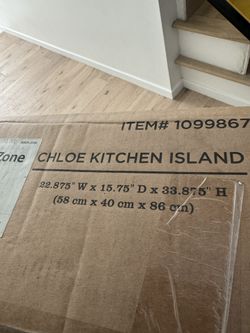 ITEM# 1099867
Zone
CHLOE KITCHEN ISLAND
22.875" W x 15.75" D x 33.875" H
(58 cm x 40 cm x 86 cm)